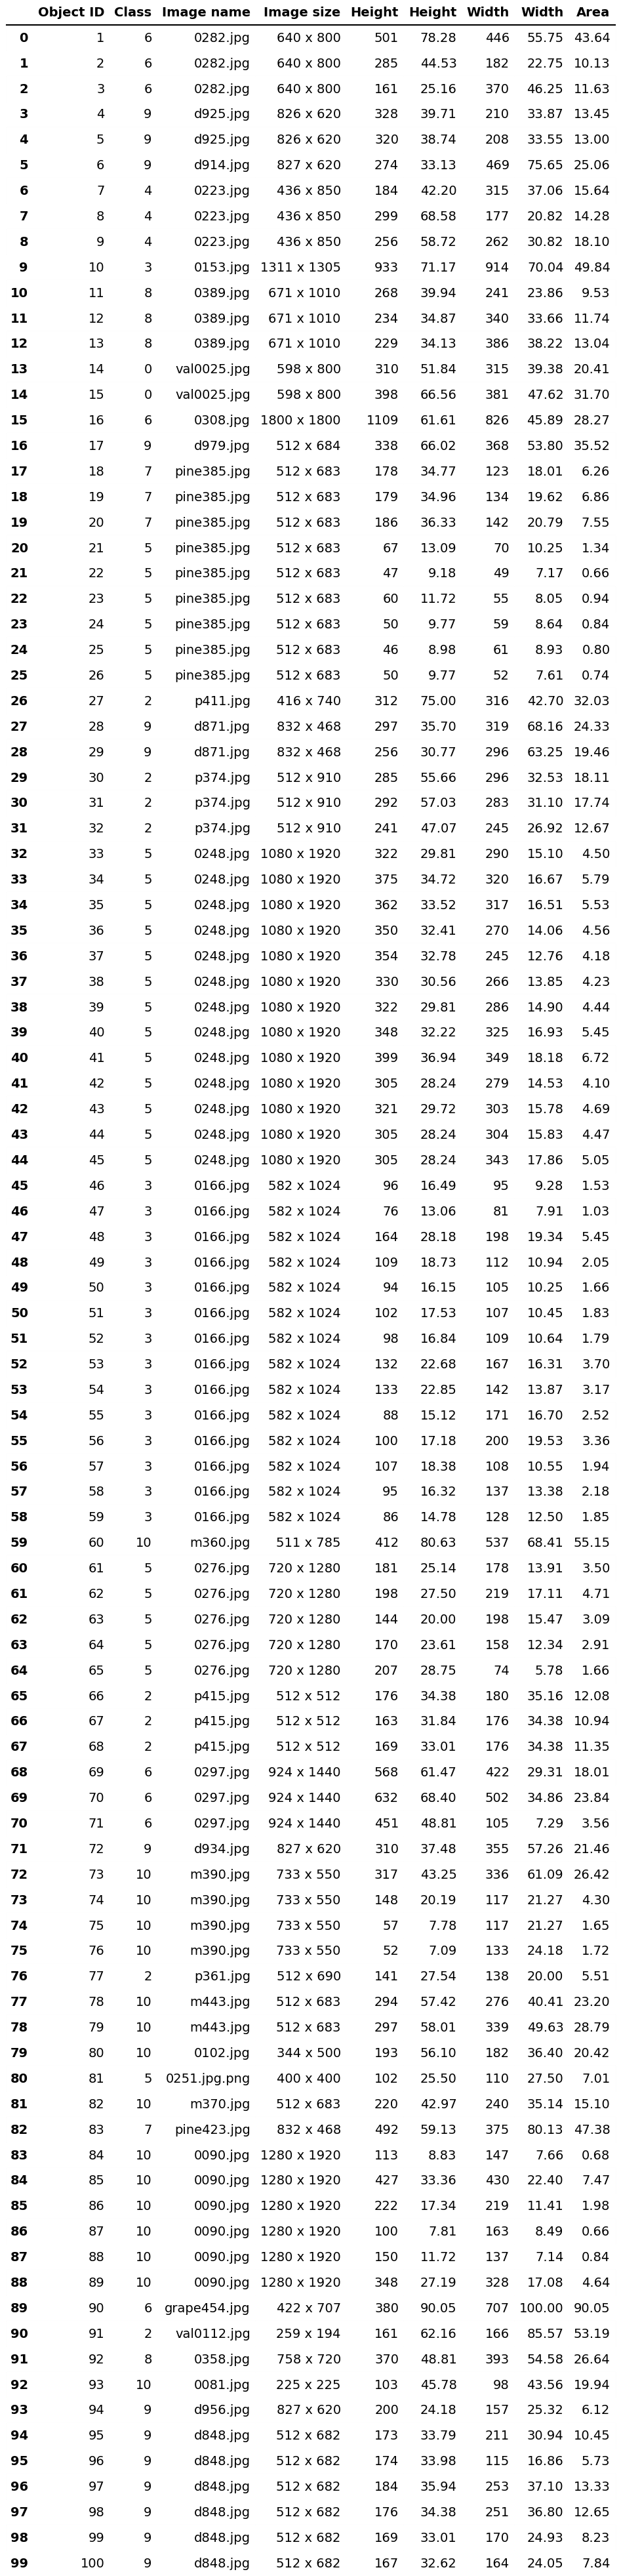 Object ID Class Image name Image size Height Height Width Width Area
0 1 6 0282.jpg 640 x 800 501 78.28 446 55.75 43.64
1 2 6 0282.jpg 640 x 800 285 44.53 182 22.75 10.13
2 3 6 0282.jpg 640 x 800 161 25.16 370 46.25 11.63
3 4 9 d925.jpg 826 x 620 328 39.71 210 33.87 13.45
4 5 9 d925.jpg 826 x 620 320 38.74 208 33.55 13.00
5 6 9 d914.jpg 827 x 620 274 33.13 469 75.65 25.06
6 7 4 0223.jpg 436 x 850 184 42.20 315 37.06 15.64
7 8 4 0223.jpg 436 x 850 299 68.58 177 20.82 14.28
8 9 4 0223.jpg 436 x 850 256 58.72 262 30.82 18.10
9 10 3 0153.jpg 1311 x 1305 933 71.17 914 70.04 49.84
10 11 8 0389.jpg 671 x 1010 268 39.94 241 23.86 9.53
11 12 8 0389.jpg 671 x 1010 234 34.87 340 33.66 11.74
12 13 8 0389.jpg 671 x 1010 229 34.13 386 38.22 13.04
13 14 0 val0025.jpg 598 x 800 310 51.84 315 39.38 20.41
14 15 0 val0025.jpg 598 x 800 398 66.56 381 47.62 31.70
15 16 6 0308.jpg 1800 x 1800 1109 61.61 826 45.89 28.27
16 17 9 d979.jpg 512 x 684 338 66.02 368 53.80 35.52
17 18 7 pine385.jpg 512 x 683 178 34.77 123 18.01 6.26
18 19 7 pine385.jpg 512 x 683 179 34.96 134 19.62 6.86
19 20 7 pine385.jpg 512 x 683 186 36.33 142 20.79 7.55
20 21 5 pine385.jpg 512 x 683 67 13.09 70 10.25 1.34
21 22 5 pine385.jpg 512 x 683 47 9.18 49 7.17 0.66
22 23 5 pine385.jpg 512 x 683 60 11.72 55 8.05 0.94
23 24 5 pine385.jpg 512 x 683 50 9.77 59 8.64 0.84
24 25 5 pine385.jpg 512 x 683 46 8.98 61 8.93 0.80
25 26 5 pine385.jpg 512 x 683 50 9.77 52 7.61 0.74
26 27 2 p411.jpg 416 x 740 312 75.00 316 42.70 32.03
27 28 9 d871.jpg 832 x 468 297 35.70 319 68.16 24.33
28 29 9 d871.jpg 832 x 468 256 30.77 296 63.25 19.46
29 30 2 p374.jpg 512 x 910 285 55.66 296 32.53 18.11
30 31 2 p374.jpg 512 x 910 292 57.03 283 31.10 17.74
31 32 2 p374.jpg 512 x 910 241 47.07 245 26.92 12.67
32 33 5 0248.jpg 1080 x 1920 322 29.81 290 15.10 4.50
33 34 5 0248.jpg 1080 x 1920 375 34.72 320 16.67 5.79
34 35 5 0248.jpg 1080 x 1920 362 33.52 317 16.51 5.53
35 36 5 0248.jpg 1080 x 1920 350 32.41 270 14.06 4.56
36 37 5 0248.jpg 1080 x 1920 354 32.78 245 12.76 4.18
37 38 5 0248.jpg 1080 x 1920 330 30.56 266 13.85 4.23
38 39 5 0248.jpg 1080 x 1920 322 29.81 286 14.90 4.44
39 40 5 0248.jpg 1080 x 1920 348 32.22 325 16.93 5.45
40 41 5 0248.jpg 1080 x 1920 399 36.94 349 18.18 6.72
41 42 5 0248.jpg 1080 x 1920 305 28.24 279 14.53 4.10
42 43 5 0248.jpg 1080 x 1920 321 29.72 303 15.78 4.69
43 44 5 0248.jpg 1080 x 1920 305 28.24 304 15.83 4.47
44 45 5 0248.jpg 1080 x 1920 305 28.24 343 17.86 5.05
45 46 3 0166.jpg 582 x 1024 96 16.49 95 9.28 1.53
46 47 3 0166.jpg 582 x 1024 76 13.06 81 7.91 1.03
47 48 3 0166.jpg 582 x 1024 164 28.18 198 19.34 5.45
48 49 3 0166.jpg 582 x 1024 109 18.73 112 10.94 2.05
49 50 3 0166.jpg 582 x 1024 94 16.15 105 10.25 1.66
50 51 3 0166.jpg 582 x 1024 102 17.53 107 10.45 1.83
51 52 3 0166.jpg 582 x 1024 98 16.84 109 10.64 1.79
52 53 3 0166.jpg 582 x 1024 132 22.68 167 16.31 3.70
53 54 3 0166.jpg 582 x 1024 133 22.85 142 13.87 3.17
54 55 3 0166.jpg 582 x 1024 88 15.12 171 16.70 2.52
55 56 3 0166.jpg 582 x 1024 100 17.18 200 19.53 3.36
56 57 3 0166.jpg 582 x 1024 107 18.38 108 10.55 1.94
57 58 3 0166.jpg 582 x 1024 95 16.32 137 13.38 2.18
58 59 3 0166.jpg 582 x 1024 86 14.78 128 12.50 1.85
59 60 10 m360.jpg 511 x 785 412 80.63 537 68.41 55.15
60 61 5 0276.jpg 720 x 1280 181 25.14 178 13.91 3.50
61 62 5 0276.jpg 720 x 1280 198 27.50 219 17.11 4.71
62 63 5 0276.jpg 720 x 1280 144 20.00 198 15.47 3.09
63 64 5 0276.jpg 720 x 1280 170 23.61 158 12.34 2.91
64 65 5 0276.jpg 720 x 1280 207 28.75 74 5.78 1.66
65 66 2 p415.jpg 512 x 512 176 34.38 180 35.16 12.08
66 67 2 p415.jpg 512 x 512 163 31.84 176 34.38 10.94
67 68 2 p415.jpg 512 x 512 169 33.01 176 34.38 11.35
68 69 6 0297.jpg 924 x 1440 568 61.47 422 29.31 18.01
69 70 6 0297.jpg 924 x 1440 632 68.40 502 34.86 23.84
70 71 6 0297.jpg 924 x 1440 451 48.81 105 7.29 3.56
71 72 9 d934.jpg 827 x 620 310 37.48 355 57.26 21.46
72 73 10 m390.jpg 733 x 550 317 43.25 336 61.09 26.42
73 74 10 m390.jpg 733 x 550 148 20.19 117 21.27 4.30
74 75 10 m390.jpg 733 x 550 57 7.78 117 21.27 1.65
75 76 10 m390.jpg 733 x 550 52 7.09 133 24.18 1.72
76 77 2 p361.jpg 512 x 690 141 27.54 138 20.00 5.51
77 78 10 m443.jpg 512 x 683 294 57.42 276 40.41 23.20
78 79 10 m443.jpg 512 x 683 297 58.01 339 49.63 28.79
79 80 10 0102.jpg 344 x 500 193 56.10 182 36.40 20.42
80 81 5 0251.jpg.png 400 x 400 102 25.50 110 27.50 7.01
81 82 10 m370.jpg 512 x 683 220 42.97 240 35.14 15.10
82 83 7 pine423.jpg 832 x 468 492 59.13 375 80.13 47.38
83 84 10 0090.jpg 1280 x 1920 113 8.83 147 7.66 0.68
84 85 10 0090.jpg 1280 x 1920 427 33.36 430 22.40 7.47
85 86 10 0090.jpg 1280 x 1920 222 17.34 219 11.41 1.98
86 87 10 0090.jpg 1280 x 1920 100 7.81 163 8.49 0.66
87 88 10 0090.jpg 1280 x 1920 150 11.72 137 7.14 0.84
88 89 10 0090.jpg 1280 x 1920 348 27.19 328 17.08 4.64
89 90 6 grape454.jpg 422 x 707 380 90.05 707 100.00 90.05
90 91 2 val0112.jpg 259 x 194 161 62.16 166 85.57 53.19
91 92 8 0358.jpg 758 x 720 370 48.81 393 54.58 26.64
92 93 10 0081.jpg 225 x 225 103 45.78 98 43.56 19.94
93 94 9 d956.jpg 827 x 620 200 24.18 157 25.32 6.12
94 95 9 d848.jpg 512 x 682 173 33.79 211 30.94 10.45
95 96 9 d848.jpg 512 x 682 174 33.98 115 16.86 5.73
96 97 9 d848.jpg 512 x 682 184 35.94 253 37.10 13.33
97 98 9 d848.jpg 512 x 682 176 34.38 251 36.80 12.65
98 99 9 d848.jpg 512 x 682 169 33.01 170 24.93 8.23
99 100 9 d848.jpg 512 x 682 167 32.62 164 24.05 7.84